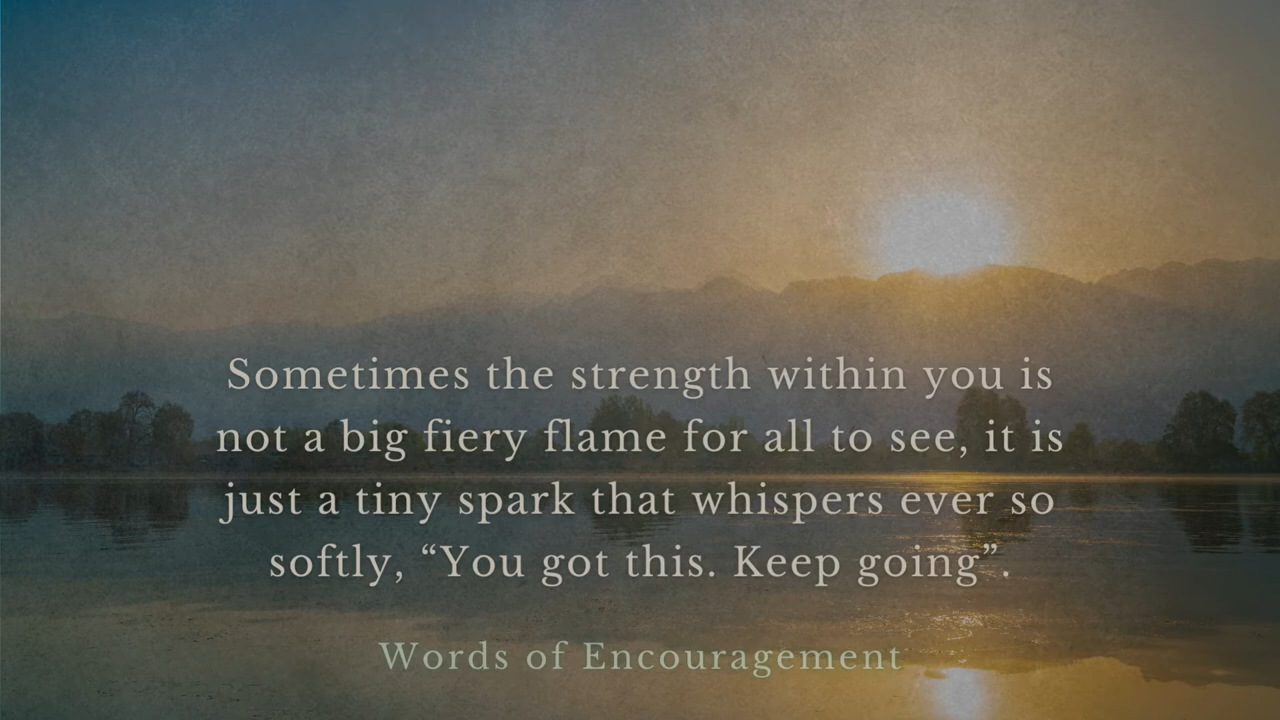 Sometimes the strength within you is
not a big fiery flame for all to see, it is
just a tiny spark that whispers ever so
softly, “You got this. Keep going”.
Words of Encouragement